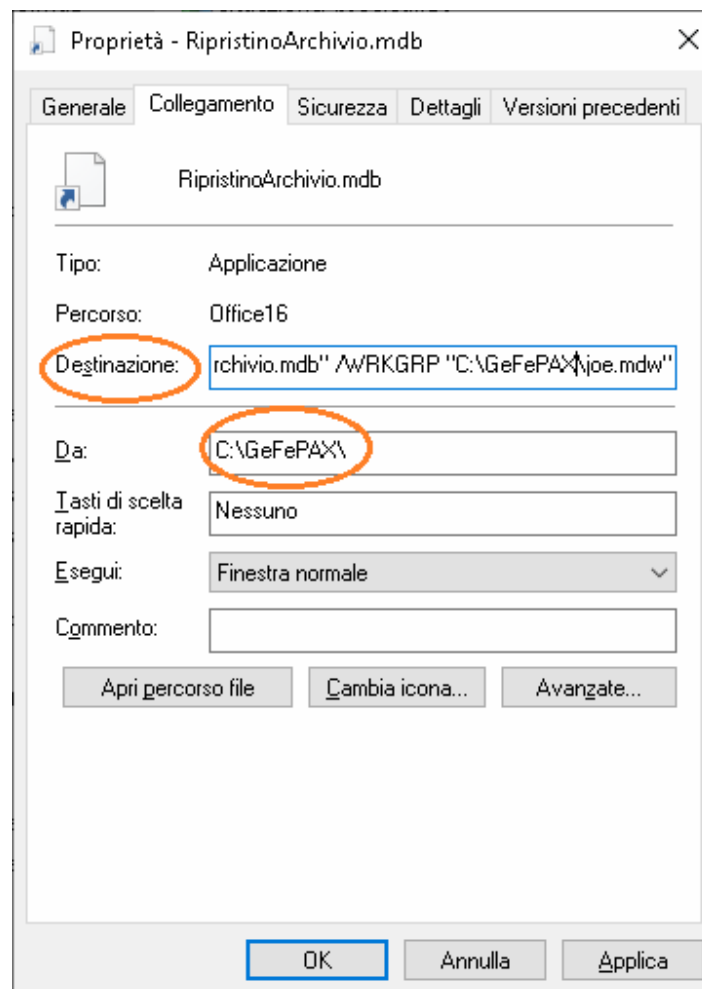 Proprietà - RipristinoArchivio.mdb
Generale Collegamento Sicurezza Dettagli Versioni precedenti
RipristinoArchivio.mdb
Tipo: Applicazione
Percorso: Office16
Destinazione: rchivio.mdb" /WRKGRP "C:\GeFePAX\joe.mdw"
Da: C:\GeFePAX\
Tasti di scelta
rapida: Nessuno
Esegui: Finestra normale
Commento:
Apri percorso file Cambia icona... Avanzate...
OK Annulla Applica